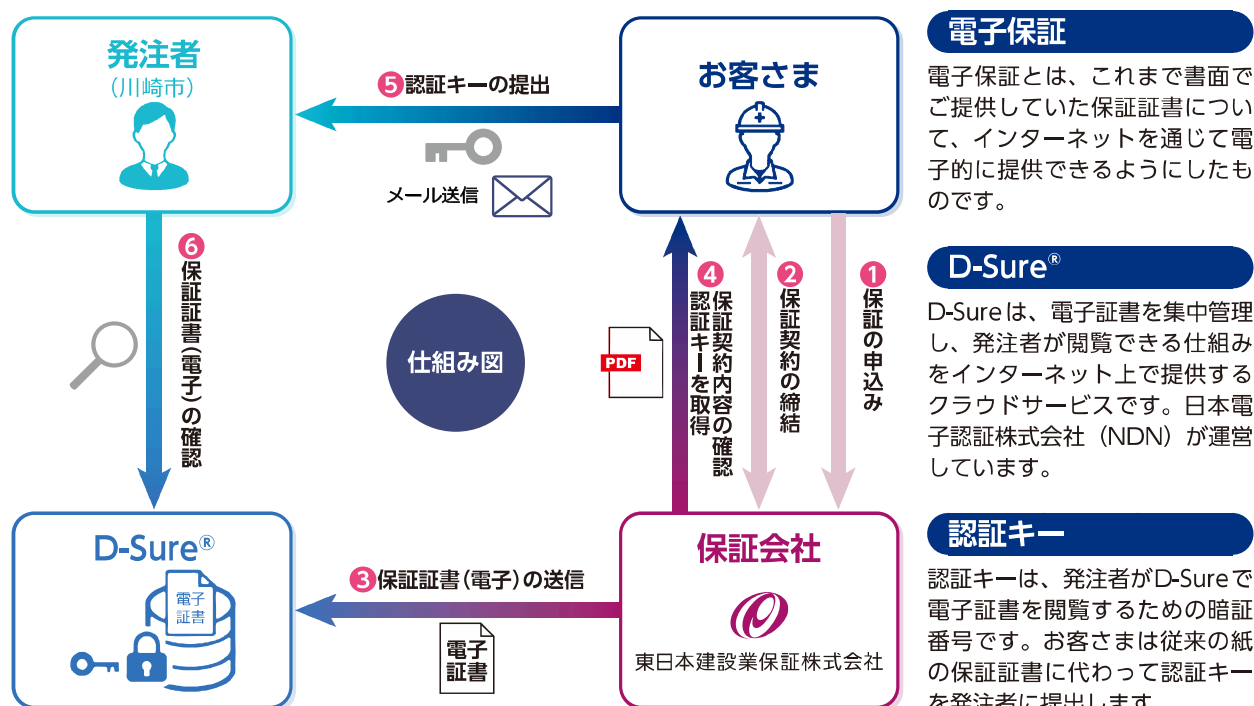 発注者
(川崎市)
❺認証キーの提出
メール送信
お客さま
❻保証証書(電子)の確認
仕組み図
PDF
❹保証契約内容の確認
認証キーを取得
❷保証契約の締結
❶保証の申込み
D-Sure®
電子
証書
❸保証証書(電子)の送信
電子
証書
保証会社
東日本建設業保証株式会社
電子保証
電子保証とは、これまで書面で
ご提供していた保証証書につい
て、インターネットを通じて電
子的に提供できるようにしたも
のです。
D-Sure®
D-Sureは、電子証書を集中管理
し、発注者が閲覧できる仕組み
をインターネット上で提供する
クラウドサービスです。日本電
子認証株式会社（NDN）が運営
しています。
認証キー
認証キーは、発注者がD-Sureで
電子証書を閲覧するための暗証
番号です。お客さまは従来の紙
の保証証書に代わって認証キー
を発注者に提出します